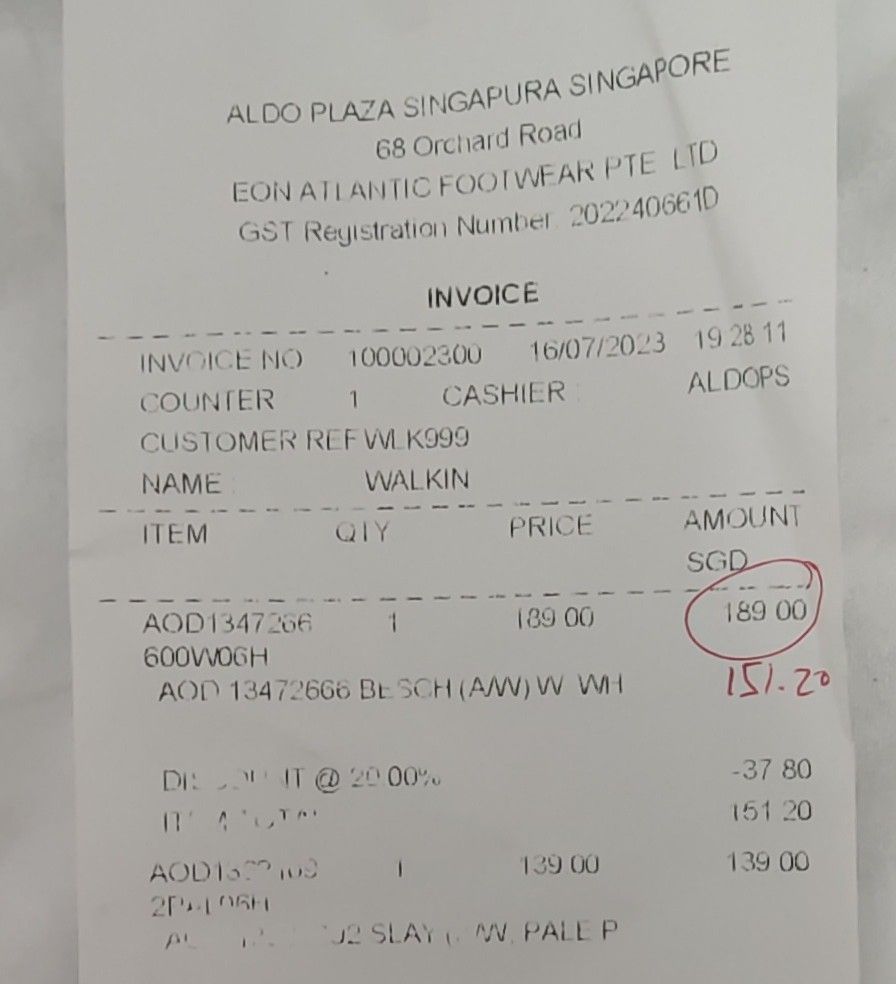 ALDO PLAZA SINGAPURA SINGAPORE
68 Orchard Road
EON ATLANTIC FOOTWEAR PTE LTD
GST Registration Number 202240661D
INVOICE
INVOICE NO 100002300 16/07/2023 19 28 11
COUNTER 1 CASHIER : ALDOPS
CUSTOMER REF WLK999
NAME : WALKIN
ITEM QTY PRICE AMOUNT
SGD
AOD1347266 1 189 00 189 00
600W06H
151.20
AOD 13472666 BESCH (A/W) W WH
@ 20 00% -37 80
151 20
1 139 00 139 00
SLAY PALE P